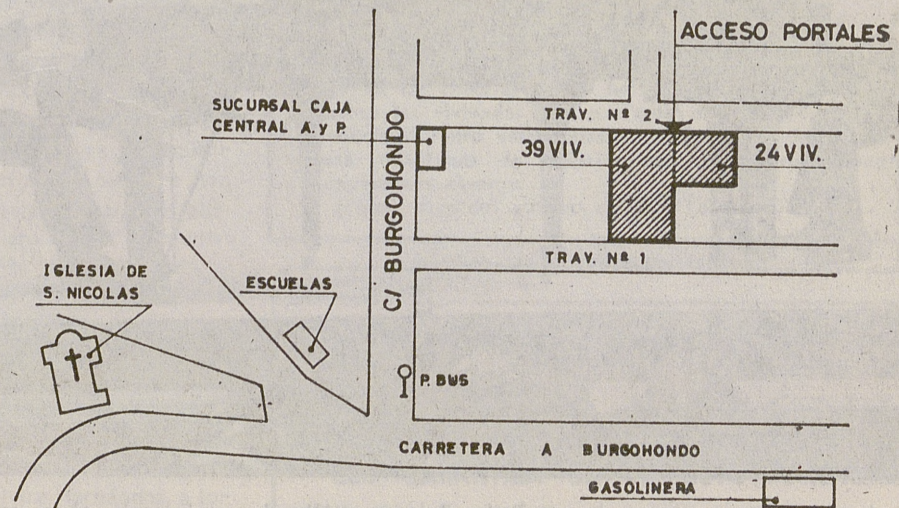 ACCESO PORTALES
SUCURSAL CAJA
CENTRAL A. y P.
TRAV. Nº 2
39 VIV.
24 VIV.
C/ BURGOHONDO
TRAV. Nº 1
IGLESIA DE
S. NICOLAS
ESCUELAS
P. BUS
CARRETERA A BURGOHONDO
GASOLINERA